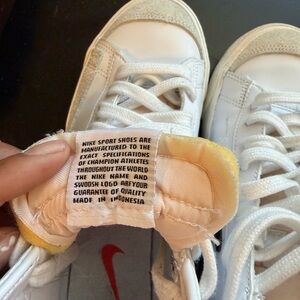 NIKE SPORT SHOES ARE
MANUFACTURED TO THE
EXACT SPECIFICATIONS
OF CHAMPION ATHLETES
THROUGHOUT THE WORLD
THE NIKE NAME AND
SWOOSH LOGO ARE YOUR
GUARANTEE OF QUALITY
MADE IN INDONESIA